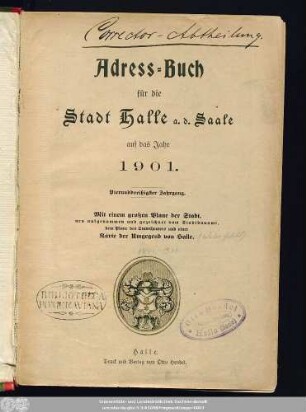 Corrector-Abtheilung.
Adress=Buch
für die
Stadt Halle a. d. Saale
auf das Jahr
1901.
Vierunddreißigster Jahrgang.
Mit einem großen Plane der Stadt,
neu aufgenommen und gezeichnet vom Stadtbauamt,
dem Plane des Stadttheaters und einer
Karte der Umgegend von Halle.
Halle.
Druck und Verlag von Otto Hendel.